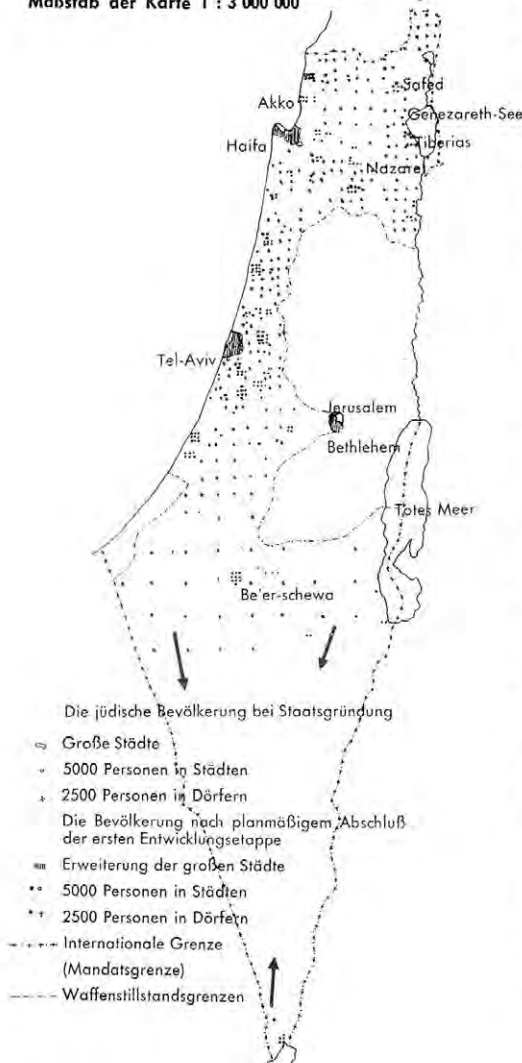 Maßstab der Karte 1 : 3 000 000
Safed
Akko
Genezareth-See
Haifa
Tiberias
Nazaret
Tel-Aviv
Jerusalem
Bethlehem
Totes Meer
Be'er-schewa
Die jüdische Bevölkerung bei Staatsgründung
Große Städte
5000 Personen in Städten
2500 Personen in Dörfern
Die Bevölkerung nach planmäßigem Abschluß
der ersten Entwicklungsetappe
Erweiterung der großen Städte
5000 Personen in Städten
2500 Personen in Dörfern
Internationale Grenze
(Mandatsgrenze)
Waffenstillstandsgrenzen